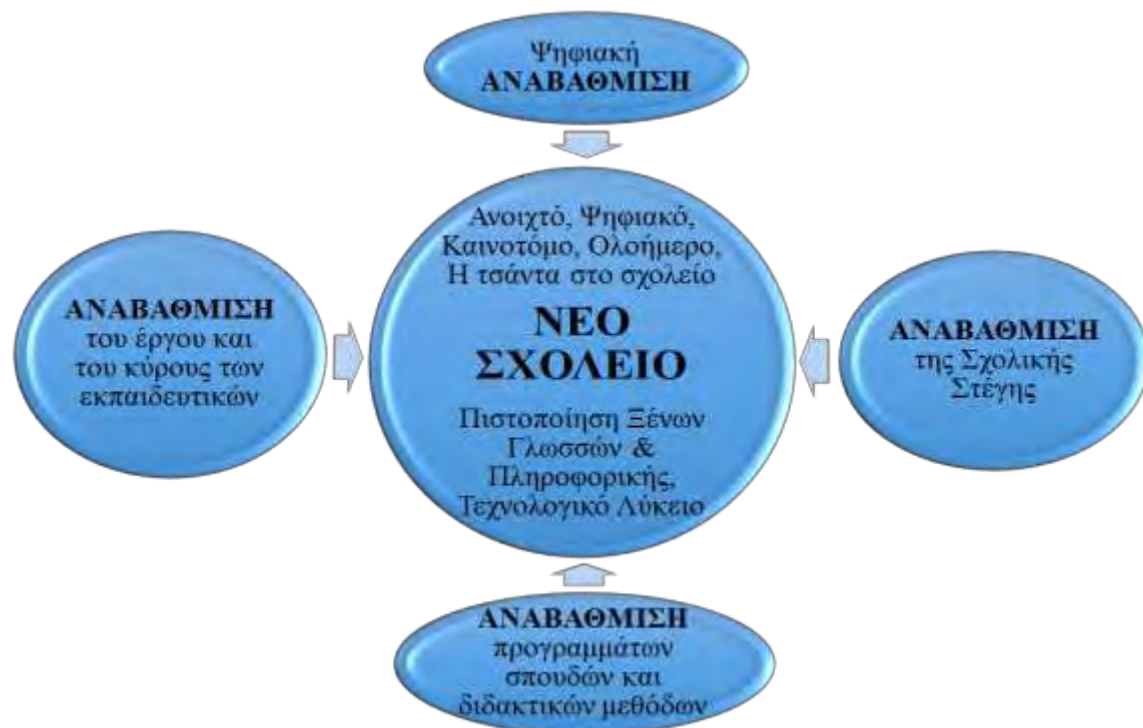 Ψηφιακή
ΑΝΑΒΑΘΜΙΣΗ
Ανοιχτό, Ψηφιακό,
Καινοτόμο, Ολοήμερο,
Η τσάντα στο σχολείο
ΝΕΟ
ΣΧΟΛΕΙΟ
Πιστοποίηση Ξένων
Γλωσσών &
Πληροφορικής,
Τεχνολογικό Λύκειο
ΑΝΑΒΑΘΜΙΣΗ
του έργου και
του κύρους των
εκπαιδευτικών
ΑΝΑΒΑΘΜΙΣΗ
της Σχολικής
Στέγης
ΑΝΑΒΑΘΜΙΣΗ
προγραμμάτων
σπουδών και
διδακτικών μεθόδων